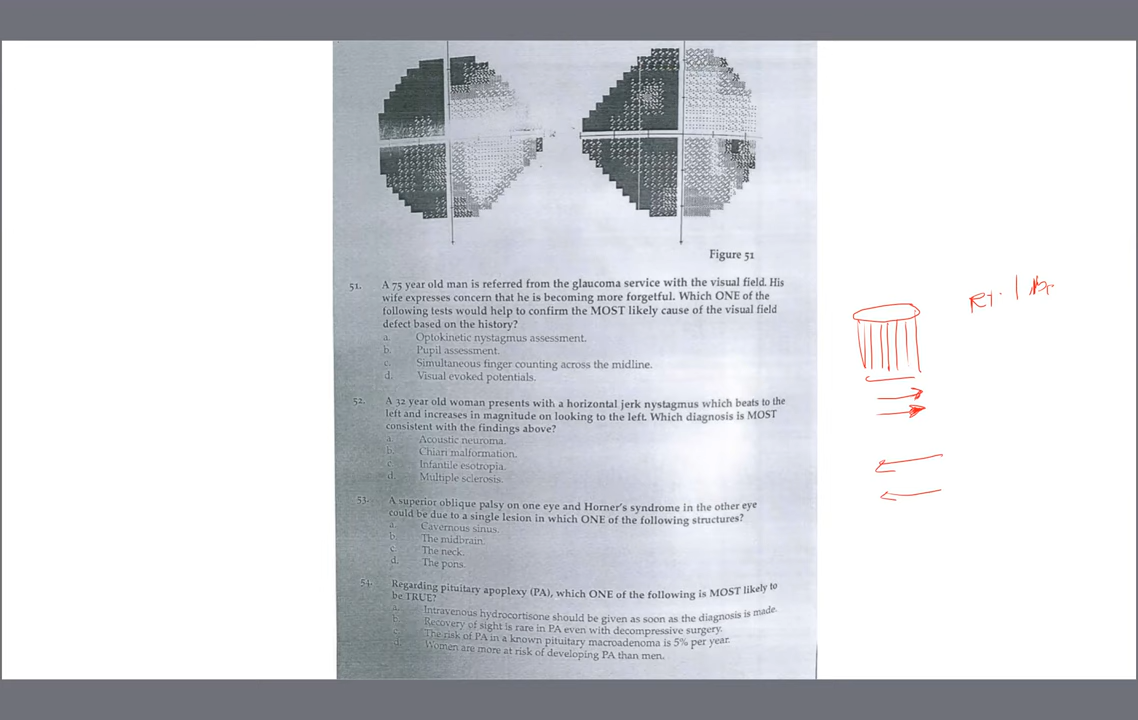 Figure 51
51. A 75 year old man is referred from the glaucoma service with the visual field. His
wife expresses concern that he is becoming more forgetful. Which ONE of the
following tests would help to confirm the MOST likely cause of the visual field
defect based on the history?
a. Optokinetic nystagmus assessment.
b. Pupil assessment.
c. Simultaneous finger counting across the midline.
d. Visual evoked potentials.
52. A 32 year old woman presents with a horizontal jerk nystagmus which beats to the
left and increases in magnitude on looking to the left. Which diagnosis is MOST
consistent with the findings above?
a. Acoustic neuroma.
b. Chiari malformation.
c. Infantile esotropia.
d. Multiple sclerosis.
53. A superior oblique palsy on one eye and Horner's syndrome in the other eye
could be due to a single lesion in which ONE of the following structures?
a. Cavernous sinus.
b. The midbrain.
c. The neck.
d. The pons.
54. Regarding pituitary apoplexy (PA), which ONE of the following is MOST likely to
be TRUE?
a. Intravenous hydrocortisone should be given as soon as the diagnosis is made.
b. Recovery of sight is rare in PA even with decompressive surgery.
c. The risk of PA in a known pituitary macroadenoma is 5% per year.
d. Women are more at risk of developing PA than men.
Rt.